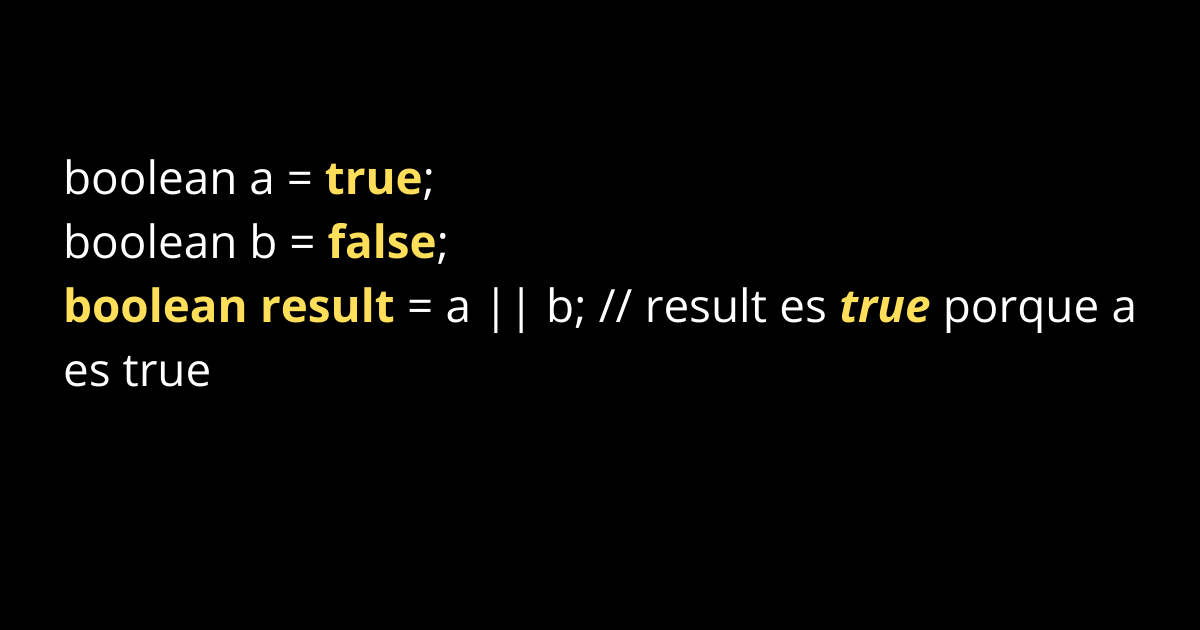 boolean a = true;
boolean b = false;
boolean result = a || b; // result es true porque a
es true